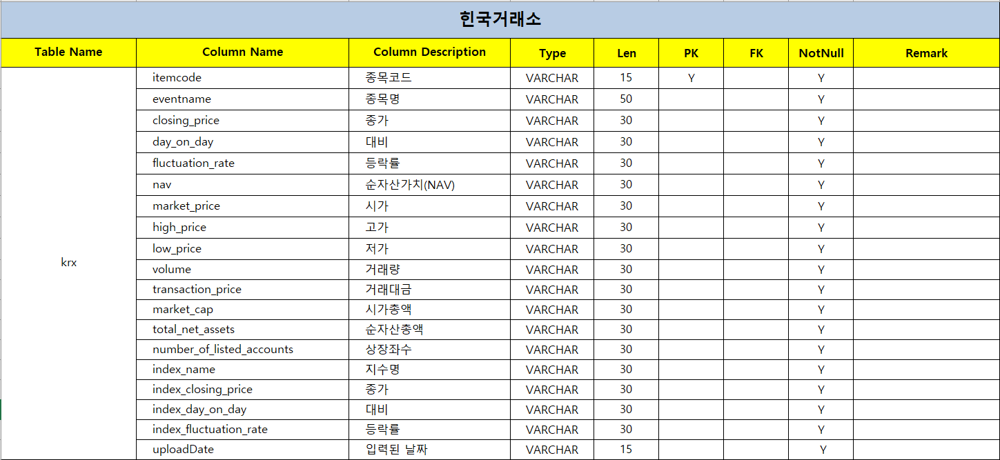 힌국거래소
Table Name Column Name Column Description Type Len PK FK NotNull Remark
itemcode 종목코드 VARCHAR 15 Y Y
eventname 종목명 VARCHAR 50 Y
closing_price 종가 VARCHAR 30 Y
day_on_day 대비 VARCHAR 30 Y
fluctuation_rate 등락률 VARCHAR 30 Y
nav 순자산가치(NAV) VARCHAR 30 Y
market_price 시가 VARCHAR 30 Y
high_price 고가 VARCHAR 30 Y
low_price 저가 VARCHAR 30 Y
krx
volume 거래량 VARCHAR 30 Y
transaction_price 거래대금 VARCHAR 30 Y
market_cap 시가총액 VARCHAR 30 Y
total_net_assets 순자산총액 VARCHAR 30 Y
number_of_listed_accounts 상장좌수 VARCHAR 30 Y
index_name 지수명 VARCHAR 30 Y
index_closing_price 종가 VARCHAR 30 Y
index_day_on_day 대비 VARCHAR 30 Y
index_fluctuation_rate 등락률 VARCHAR 30 Y
uploadDate 입력된 날짜 VARCHAR 15 Y